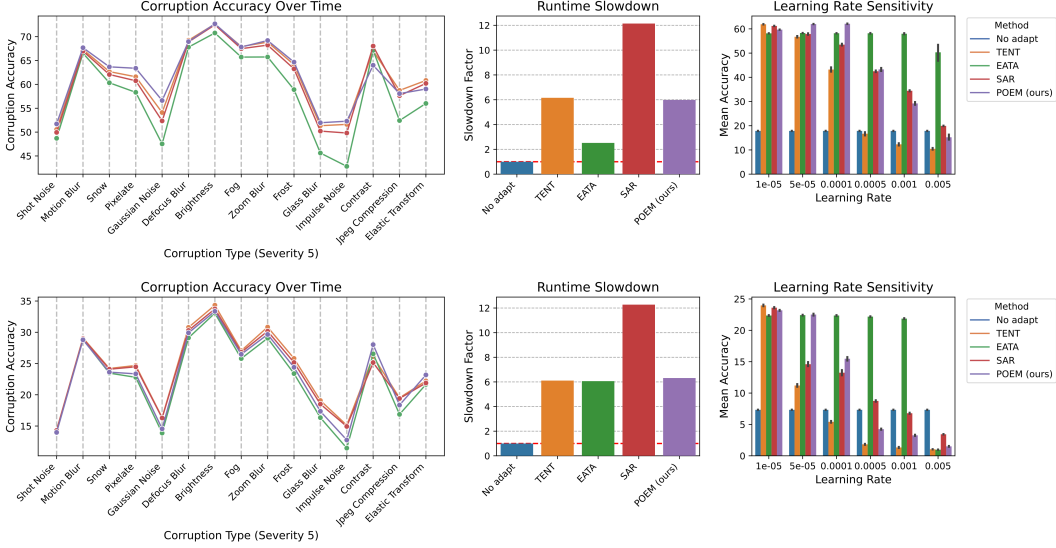 Corruption Accuracy Over Time
Corruption Accuracy
70
65
60
55
50
45
Shot Noise
Motion Blur
Snow
Pixelate
Gaussian Noise
Defocus Blur
Brightness
Fog
Zoom Blur
Frost
Glass Blur
Impulse Noise
Contrast
Jpeg Compression
Elastic Transform
Corruption Type (Severity 5)
Runtime Slowdown
Slowdown Factor
12
10
8
6
4
2
0
No adapt
TENT
EATA
SAR
POEM (ours)
Learning Rate Sensitivity
Mean Accuracy
60
50
40
30
20
10
0
1e-05 5e-05 0.0001 0.0005 0.001 0.005
Learning Rate
Method
No adapt
TENT
EATA
SAR
POEM (ours)
Corruption Accuracy Over Time
Corruption Accuracy
35
30
25
20
15
Shot Noise
Motion Blur
Snow
Pixelate
Gaussian Noise
Defocus Blur
Brightness
Fog
Zoom Blur
Frost
Glass Blur
Impulse Noise
Contrast
Jpeg Compression
Elastic Transform
Corruption Type (Severity 5)
Runtime Slowdown
Slowdown Factor
12
10
8
6
4
2
0
No adapt
TENT
EATA
SAR
POEM (ours)
Learning Rate Sensitivity
Mean Accuracy
25
20
15
10
5
0
1e-05 5e-05 0.0001 0.0005 0.001 0.005
Learning Rate
Method
No adapt
TENT
EATA
SAR
POEM (ours)